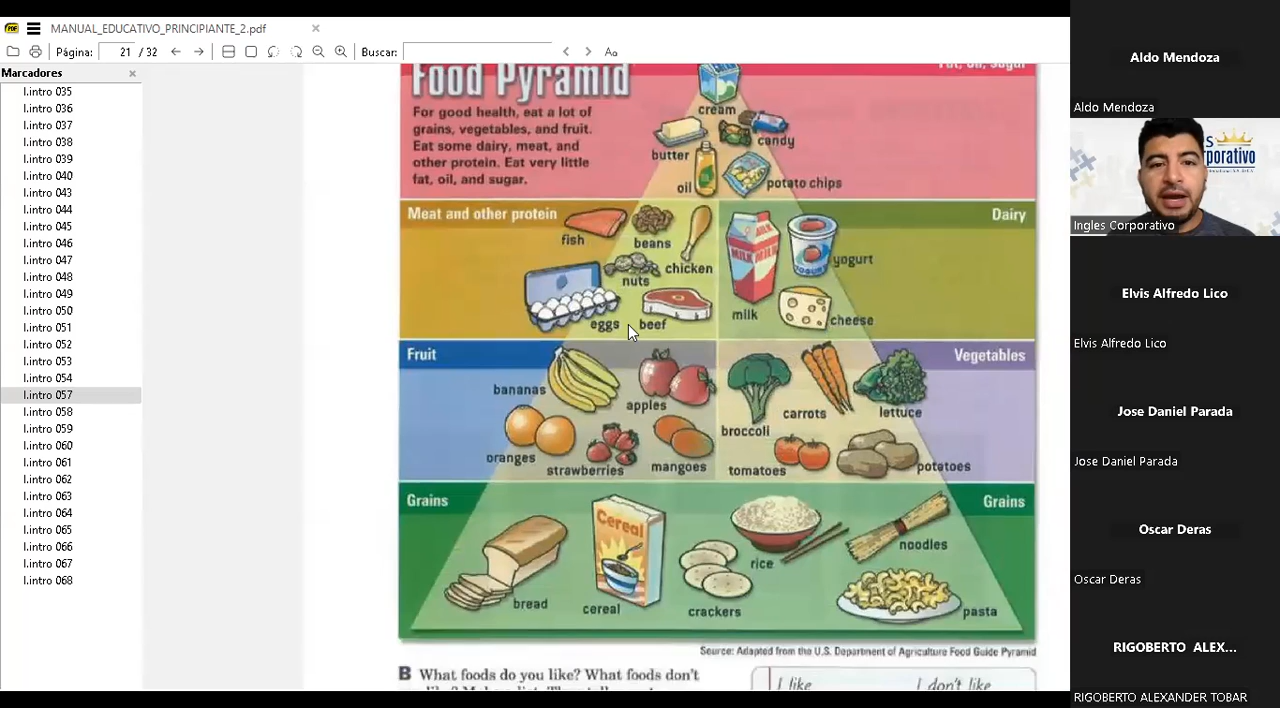 MANUAL_EDUCATIVO_PRINCIPIANTE_2.pdf
Página: 21 / 32
Buscar:
Aa
Marcadores
I.intro 035
I.intro 036
I.intro 037
I.intro 038
I.intro 039
I.intro 040
I.intro 043
I.intro 044
I.intro 045
I.intro 046
I.intro 047
I.intro 048
I.intro 049
I.intro 050
I.intro 051
I.intro 052
I.intro 053
I.intro 054
I.intro 057
I.intro 058
I.intro 059
I.intro 060
I.intro 061
I.intro 062
I.intro 063
I.intro 064
I.intro 065
I.intro 066
I.intro 067
I.intro 068
Food Pyramid
Fat, oil, sugar
For good health, eat a lot of
grains, vegetables, and fruit.
Eat some dairy, meat, and
other protein. Eat very little
fat, oil, and sugar.
cream
butter
candy
oil
potato chips
Meat and other protein
Dairy
fish
beans
chicken
nuts
eggs
beef
MILK
milk
YOGURT
yogurt
cheese
Fruit
Vegetables
bananas
apples
oranges
strawberries
mangoes
broccoli
carrots
lettuce
tomatoes
potatoes
Grains
Grains
bread
Cereal
cereal
crackers
rice
noodles
pasta
Source: Adapted from the U.S. Department of Agriculture Food Guide Pyramid
B What foods do you like? What foods don't
I like
I don't like
Aldo Mendoza
Aldo Mendoza
Ingles Corporativo
Elvis Alfredo Lico
Elvis Alfredo Lico
Jose Daniel Parada
Jose Daniel Parada
Oscar Deras
Oscar Deras
RIGOBERTO ALEX...
RIGOBERTO ALEXANDER TOBAR